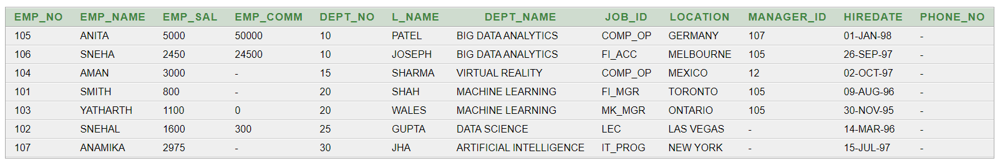 EMP_NO EMP_NAME EMP_SAL EMP_COMM DEPT_NO L_NAME DEPT_NAME JOB_ID LOCATION MANAGER_ID HIREDATE PHONE_NO
105 ANITA 5000 50000 10 PATEL BIG DATA ANALYTICS COMP_OP GERMANY 107 01-JAN-98 -
106 SNEHA 2450 24500 10 JOSEPH BIG DATA ANALYTICS FI_ACC MELBOURNE 105 26-SEP-97 -
104 AMAN 3000 - 15 SHARMA VIRTUAL REALITY COMP_OP MEXICO 12 02-OCT-97 -
101 SMITH 800 - 20 SHAH MACHINE LEARNING FI_MGR TORONTO 105 09-AUG-96 -
103 YATHARTH 1100 0 20 WALES MACHINE LEARNING MK_MGR ONTARIO 105 30-NOV-95 -
102 SNEHAL 1600 300 25 GUPTA DATA SCIENCE LEC LAS VEGAS - 14-MAR-96 -
107 ANAMIKA 2975 - 30 JHA ARTIFICIAL INTELLIGENCE IT_PROG NEW YORK - 15-JUL-97 -